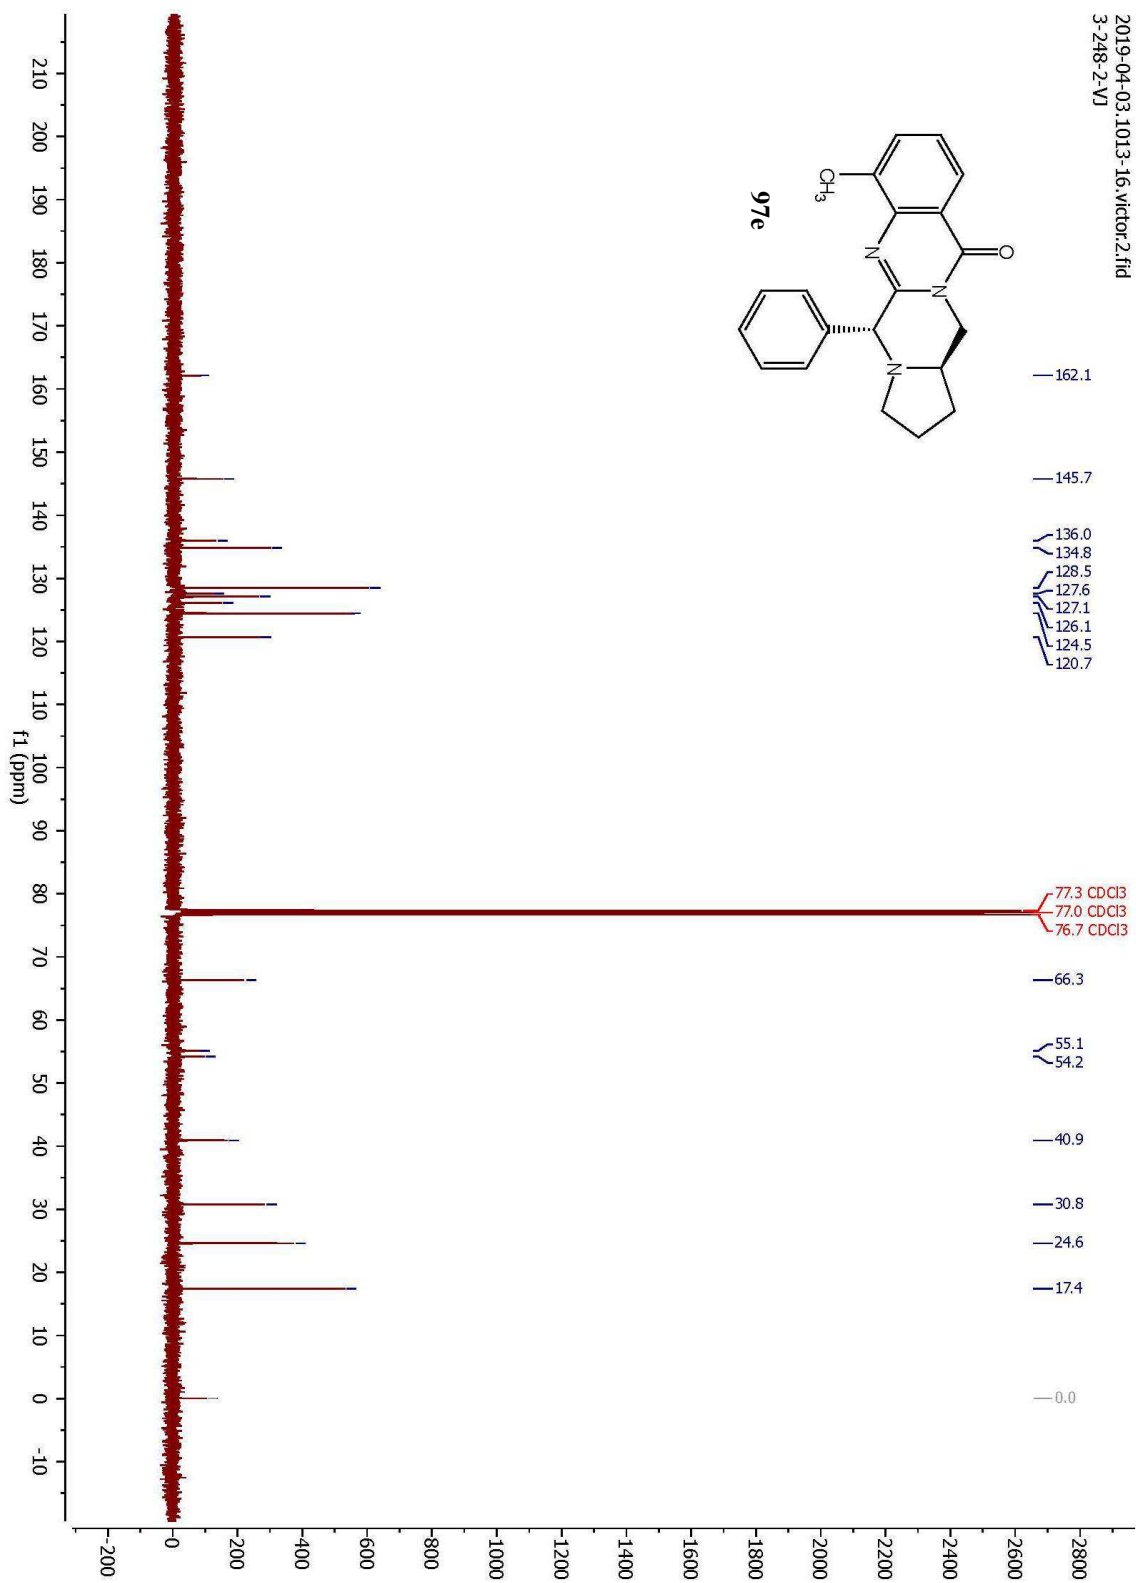 2019-04-03.1013-16.victor.2.fid
3-248-2-VJ
O
N
N
N
CH3
97e
162.1
145.7
136.0
134.8
128.5
127.6
127.1
126.1
124.5
120.7
77.3 CDCl3
77.0 CDCl3
76.7 CDCl3
66.3
55.1
54.2
40.9
30.8
24.6
17.4
0.0
2800
2600
2400
2200
2000
1800
1600
1400
1200
1000
800
600
400
200
0
-200
210 200 190 180 170 160 150 140 130 120 110 100 90 80 70 60 50 40 30 20 10 0 -10
f1 (ppm)